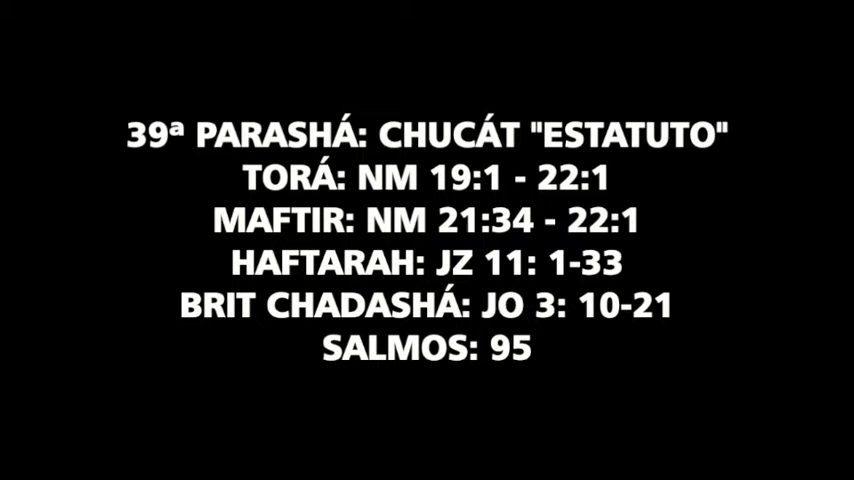 39ª PARASHÁ: CHUCÁT "ESTATUTO"
TORÁ: NM 19:1 - 22:1
MAFTIR: NM 21:34 - 22:1
HAFTARAH: JZ 11: 1-33
BRIT CHADASHÁ: JO 3: 10-21
SALMOS: 95